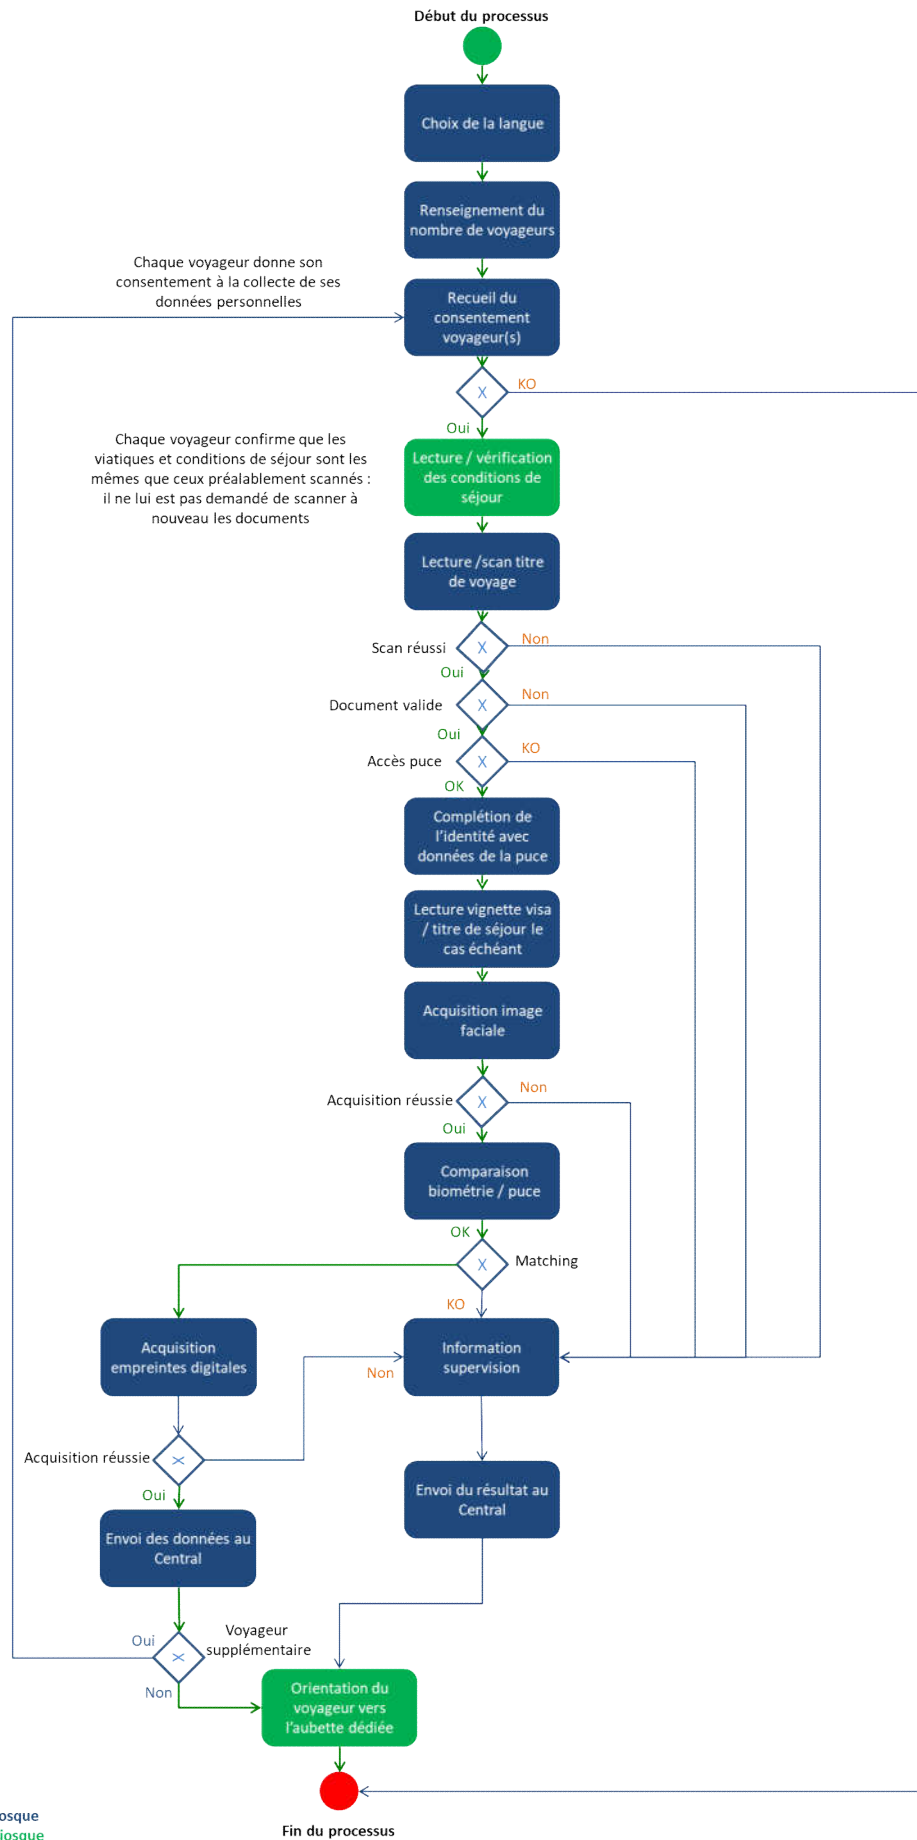 Début du processus
Choix de la langue
Renseignement du
nombre de voyageurs
Chaque voyageur donne son
consentement à la collecte de ses
données personnelles
Recueil du
consentement
voyageur(s)
X
KO
Oui
Chaque voyageur confirme que les
viatiques et conditions de séjour sont les
mêmes que ceux préalablement scannés :
il ne lui est pas demandé de scanner à
nouveau les documents
Lecture / vérification
des conditions de
séjour
Lecture /scan titre
de voyage
Scan réussi
X
Non
Oui
Document valide
X
Non
Oui
Accès puce
X
KO
OK
Complétion de
l'identité avec
données de la puce
Lecture vignette visa
/ titre de séjour le
cas échéant
Acquisition image
faciale
Acquisition réussie
X
Non
Oui
Comparaison
biométrie / puce
OK
X
Matching
KO
Acquisition
empreintes digitales
Information
supervision
Non
Acquisition réussie
X
Oui
Envoi du résultat au
Central
Envoi des données au
Central
Oui
X
Voyageur
supplémentaire
Non
Orientation du
voyageur vers
l'aubette dédiée
Fin du processus
osque
iosque